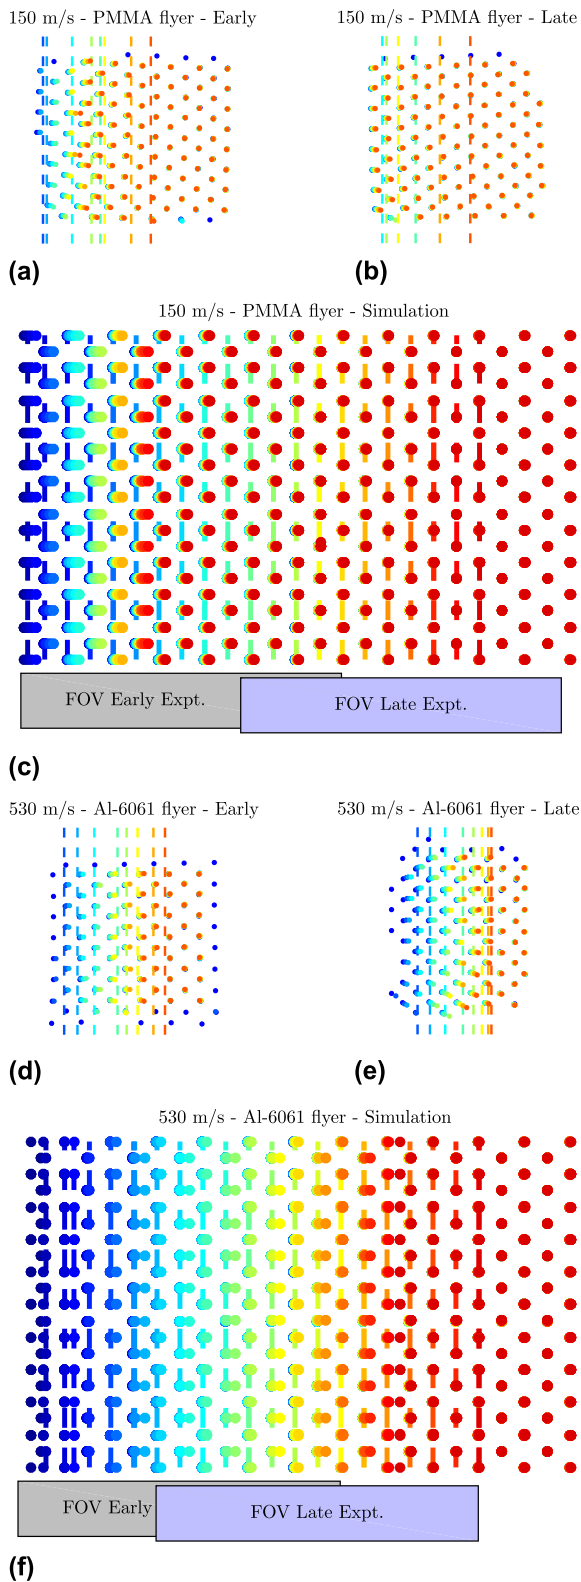 150 m/s - PMMA flyer - Early
150 m/s - PMMA flyer - Late
(a)
(b)
150 m/s - PMMA flyer - Simulation
FOV Early Expt.
FOV Late Expt.
(c)
530 m/s - Al-6061 flyer - Early
530 m/s - Al-6061 flyer - Late
(d)
(e)
530 m/s - Al-6061 flyer - Simulation
FOV Early
FOV Late Expt.
(f)